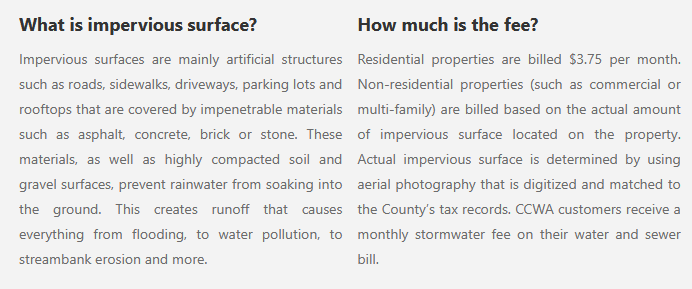 What is impervious surface?
Impervious surfaces are mainly artificial structures
such as roads, sidewalks, driveways, parking lots and
rooftops that are covered by impenetrable materials
such as asphalt, concrete, brick or stone. These
materials, as well as highly compacted soil and
gravel surfaces, prevent rainwater from soaking into
the ground. This creates runoff that causes
everything from flooding, to water pollution, to
streambank erosion and more.
How much is the fee?
Residential properties are billed $3.75 per month.
Non-residential properties (such as commercial or
multi-family) are billed based on the actual amount
of impervious surface located on the property.
Actual impervious surface is determined by using
aerial photography that is digitized and matched to
the County’s tax records. CCWA customers receive a
monthly stormwater fee on their water and sewer
bill.